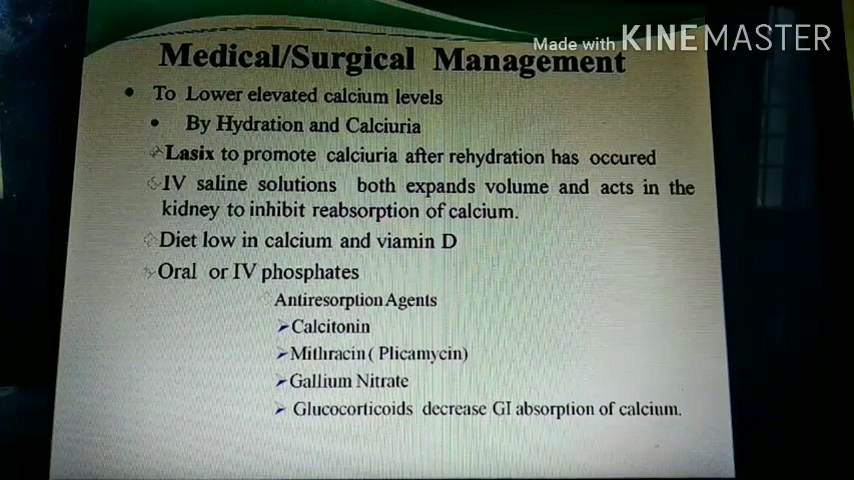 Made with KINEMASTER
Medical/Surgical Management
• To Lower elevated calcium levels
• By Hydration and Calciuria
Lasix to promote calciuria after rehydration has occured
IV saline solutions both expands volume and acts in the
kidney to inhibit reabsorption of calcium.
Diet low in calcium and viamin D
Oral or IV phosphates
Antiresorption Agents
➤Calcitonin
➤Mithracin ( Plicamycin)
➤Gallium Nitrate
➤ Glucocorticoids decrease GI absorption of calcium.